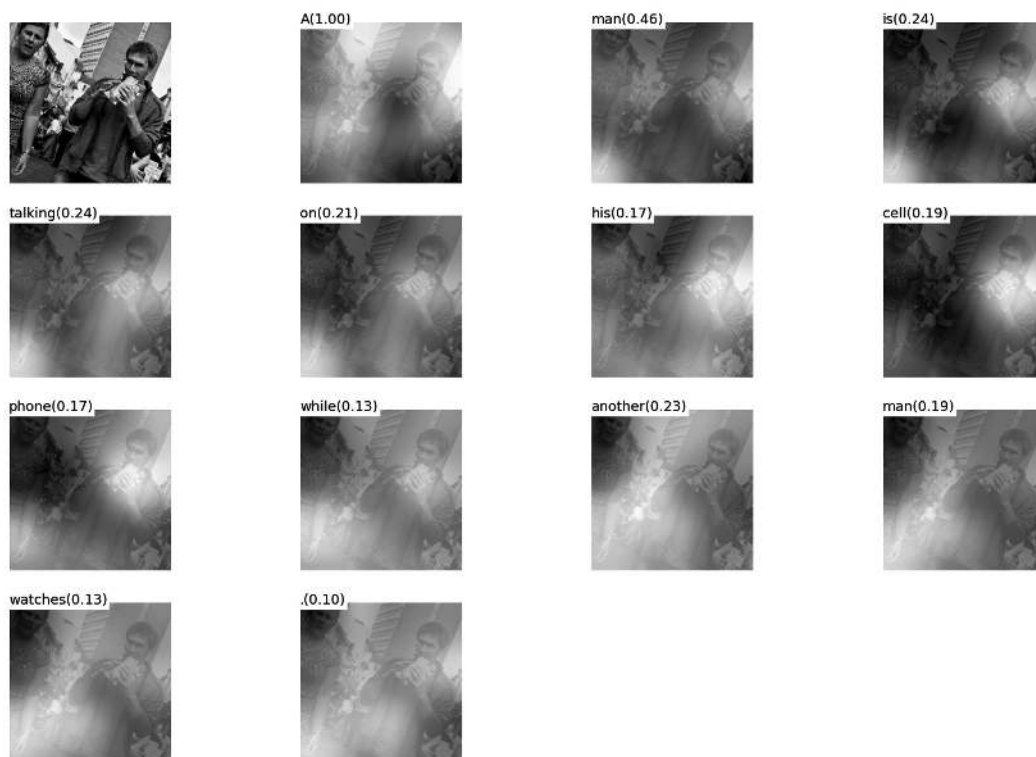 A(1.00) man(0.46) is(0.24)
talking(0.24) on(0.21) his(0.17) cell(0.19)
phone(0.17) while(0.13) another(0.23) man(0.19)
watches(0.13) .(0.10)